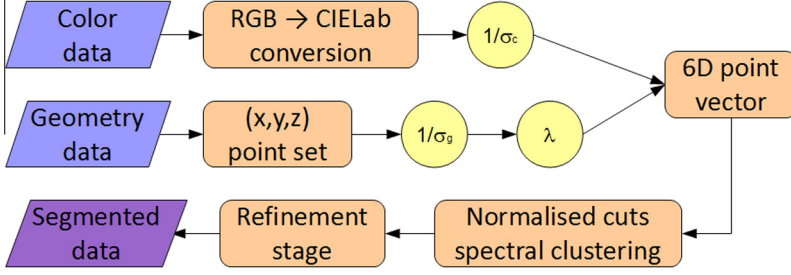 Color
data
RGB → CIELab
conversion
1/σc
6D point
vector
Geometry
data
(x,y,z)
point set
1/σg
λ
Segmented
data
Refinement
stage
Normalised cuts
spectral clustering